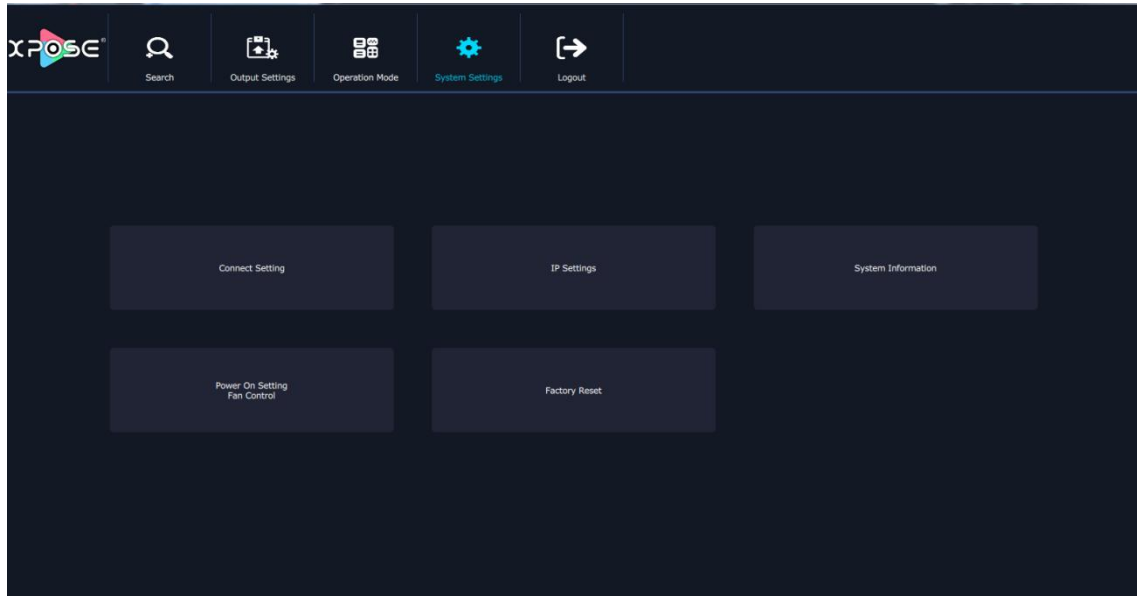 XPOSE®
Search
Output Settings
Operation Mode
System Settings
Logout
Connect Setting
IP Settings
System Information
Power On Setting
Fan Control
Factory Reset